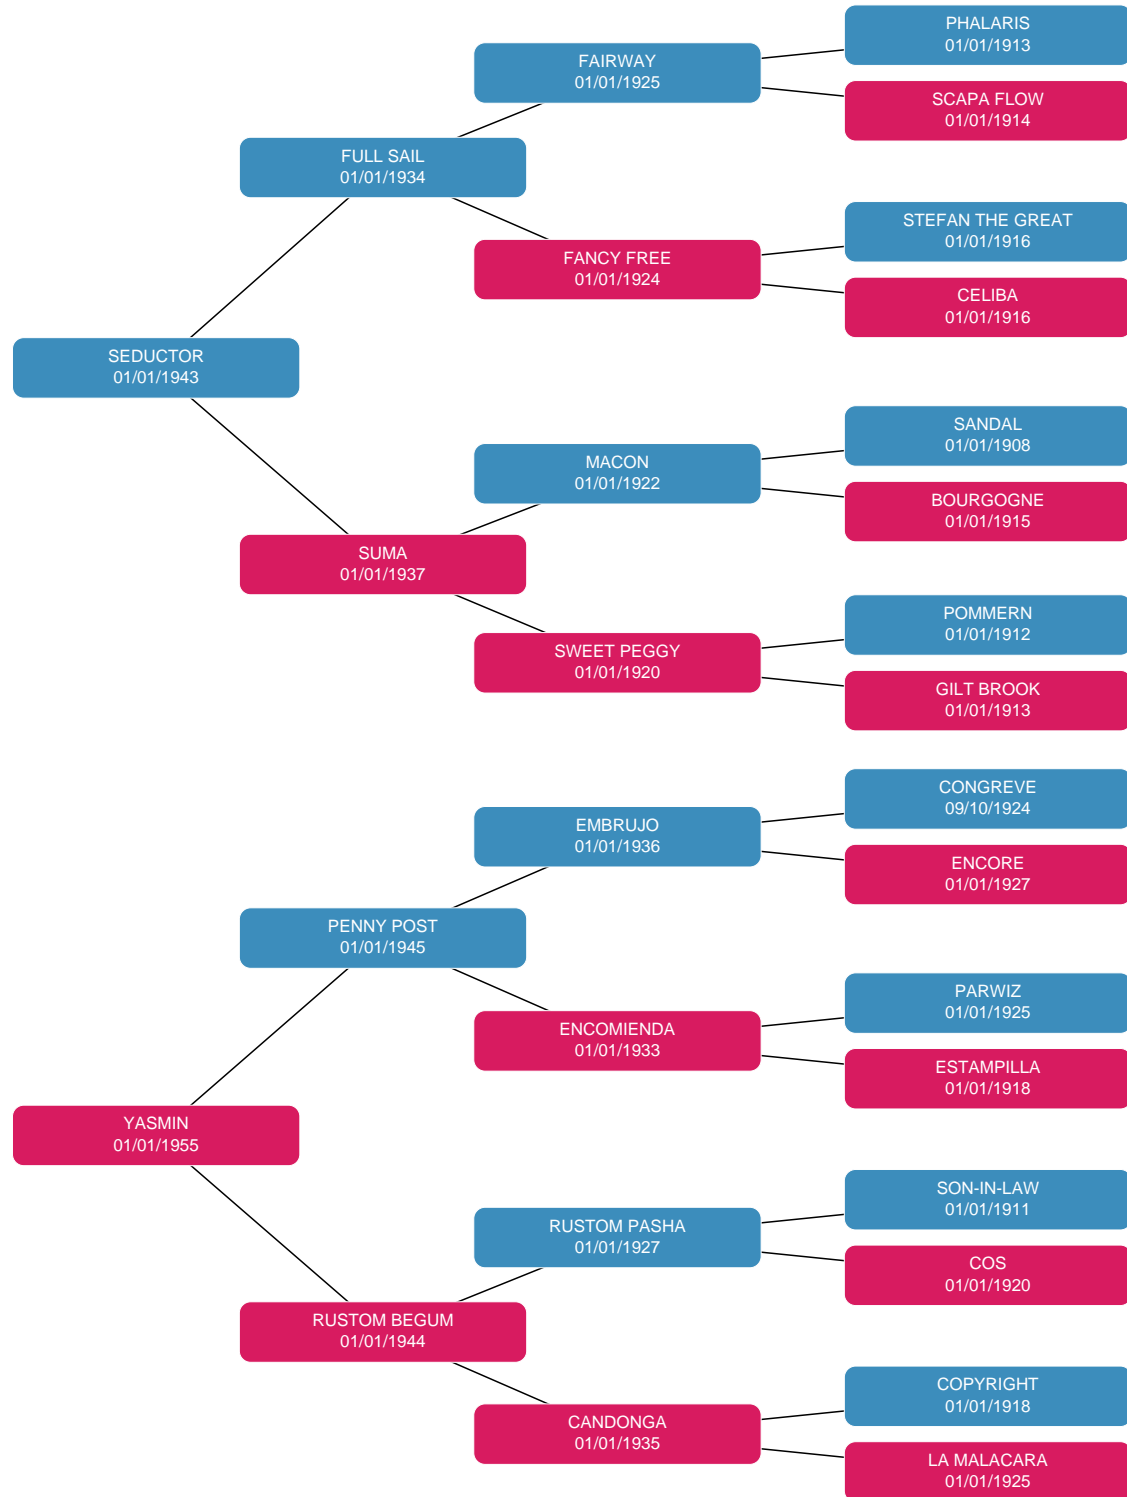 PHALARIS
01/01/1913
FAIRWAY
01/01/1925
SCAPA FLOW
01/01/1914
FULL SAIL
01/01/1934
STEFAN THE GREAT
01/01/1916
FANCY FREE
01/01/1924
CELIBA
01/01/1916
SEDUCTOR
01/01/1943
SANDAL
01/01/1908
MACON
01/01/1922
BOURGOGNE
01/01/1915
SUMA
01/01/1937
POMMERN
01/01/1912
SWEET PEGGY
01/01/1920
GILT BROOK
01/01/1913
CONGREVE
09/10/1924
EMBRUJO
01/01/1936
ENCORE
01/01/1927
PENNY POST
01/01/1945
PARWIZ
01/01/1925
ENCOMIENDA
01/01/1933
ESTAMPILLA
01/01/1918
YASMIN
01/01/1955
SON-IN-LAW
01/01/1911
RUSTOM PASHA
01/01/1927
COS
01/01/1920
RUSTOM BEGUM
01/01/1944
COPYRIGHT
01/01/1918
CANDONGA
01/01/1935
LA MALACARA
01/01/1925